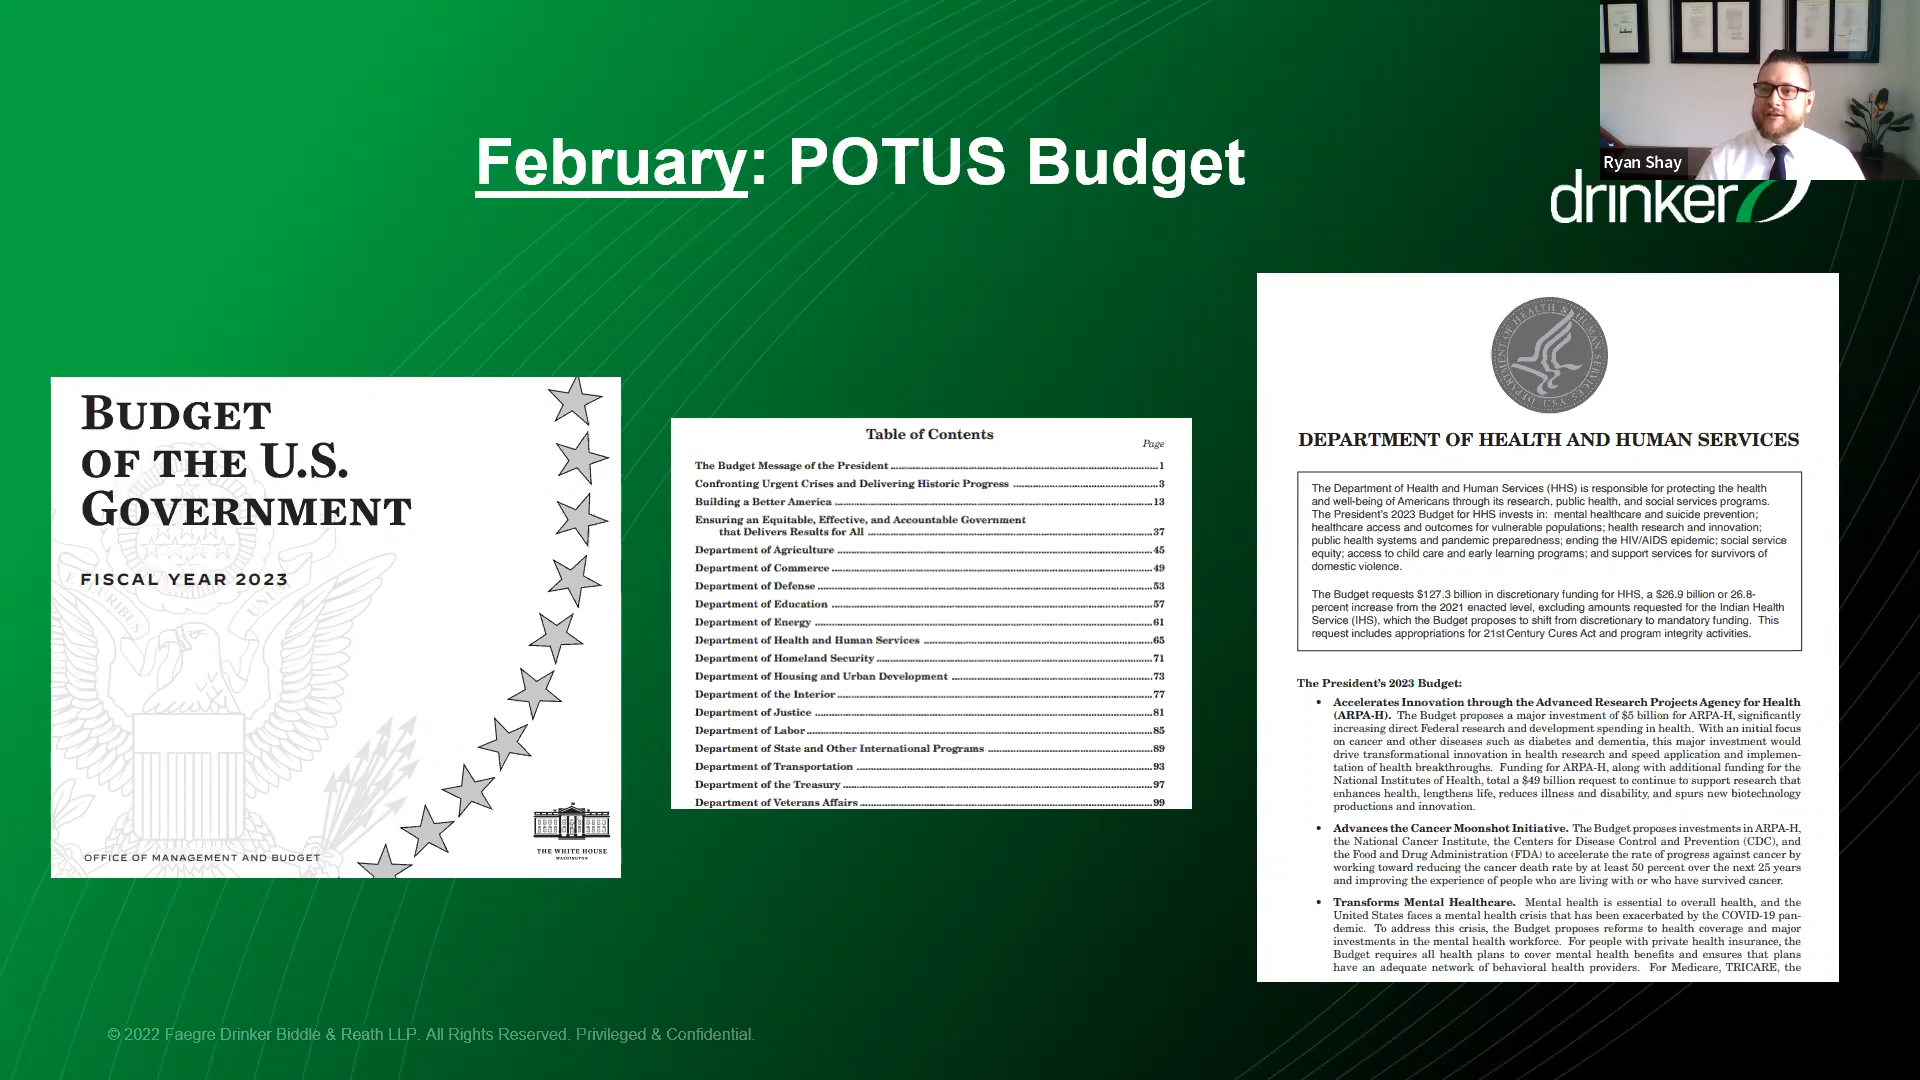 February: POTUS Budget
Ryan Shay
drinker
BUDGET
OF THE U.S.
GOVERNMENT
FISCAL YEAR 2023
OFFICE OF MANAGEMENT AND BUDGET
THE WHITE HOUSE
WASHINGTON
Table of Contents
Page
The Budget Message of the President 1
Confronting Urgent Crises and Delivering Historic Progress 3
Building a Better America 13
Ensuring an Equitable, Effective, and Accountable Government
that Delivers Results for All 37
Department of Agriculture 45
Department of Commerce 49
Department of Defense 53
Department of Education 57
Department of Energy 61
Department of Health and Human Services 65
Department of Homeland Security 71
Department of Housing and Urban Development 73
Department of the Interior 77
Department of Justice 81
Department of Labor 85
Department of State and Other International Programs 89
Department of Transportation 93
Department of the Treasury 97
Department of Veterans Affairs 99
DEPARTMENT OF HEALTH & HUMAN SERVICES USA
DEPARTMENT OF HEALTH AND HUMAN SERVICES
The Department of Health and Human Services (HHS) is responsible for protecting the health
and well-being of Americans through its research, public health, and social services programs.
The President's 2023 Budget for HHS invests in: mental healthcare and suicide prevention;
healthcare access and outcomes for vulnerable populations; health research and innovation;
public health systems and pandemic preparedness; ending the HIV/AIDS epidemic; social service
equity; access to child care and early learning programs; and support services for survivors of
domestic violence.
The Budget requests $127.3 billion in discretionary funding for HHS, a $26.9 billion or 26.8-
percent increase from the 2021 enacted level, excluding amounts requested for the Indian Health
Service (IHS), which the Budget proposes to shift from discretionary to mandatory funding. This
request includes appropriations for 21st Century Cures Act and program integrity activities.
The President's 2023 Budget:
• Accelerates Innovation through the Advanced Research Projects Agency for Health
(ARPA-H). The Budget proposes a major investment of $5 billion for ARPA-H, significantly
increasing direct Federal research and development spending in health. With an initial focus
on cancer and other diseases such as diabetes and dementia, this major investment would
drive transformational innovation in health research and speed application and implemen-
tation of health breakthroughs. Funding for ARPA-H, along with additional funding for the
National Institutes of Health, total a $49 billion request to continue to support research that
enhances health, lengthens life, reduces illness and disability, and spurs new biotechnology
productions and innovation.
• Advances the Cancer Moonshot Initiative. The Budget proposes investments in ARPA-H,
the National Cancer Institute, the Centers for Disease Control and Prevention (CDC), and
the Food and Drug Administration (FDA) to accelerate the rate of progress against cancer by
working toward reducing the cancer death rate by at least 50 percent over the next 25 years
and improving the experience of people who are living with or who have survived cancer.
• Transforms Mental Healthcare. Mental health is essential to overall health, and the
United States faces a mental health crisis that has been exacerbated by the COVID-19 pan-
demic. To address this crisis, the Budget proposes reforms to health coverage and major
investments in the mental health workforce. For people with private health insurance, the
Budget requires all health plans to cover mental health benefits and ensures that plans
have an adequate network of behavioral health providers. For Medicare, TRICARE, the
© 2022 Faegre Drinker Biddle & Reath LLP. All Rights Reserved. Privileged & Confidential.